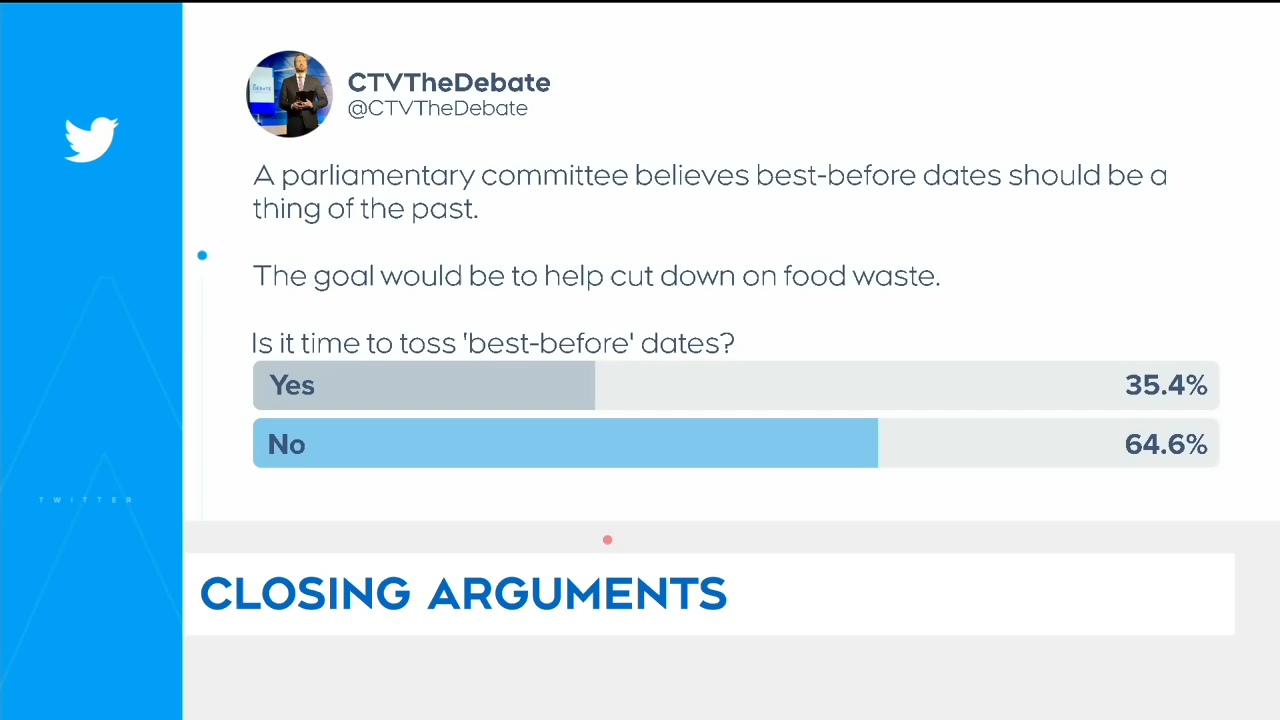 CTVTheDebate
@CTVTheDebate
A parliamentary committee believes best-before dates should be a
thing of the past.
The goal would be to help cut down on food waste.
Is it time to toss 'best-before' dates?
Yes 35.4%
No 64.6%
TWITTER
CLOSING ARGUMENTS